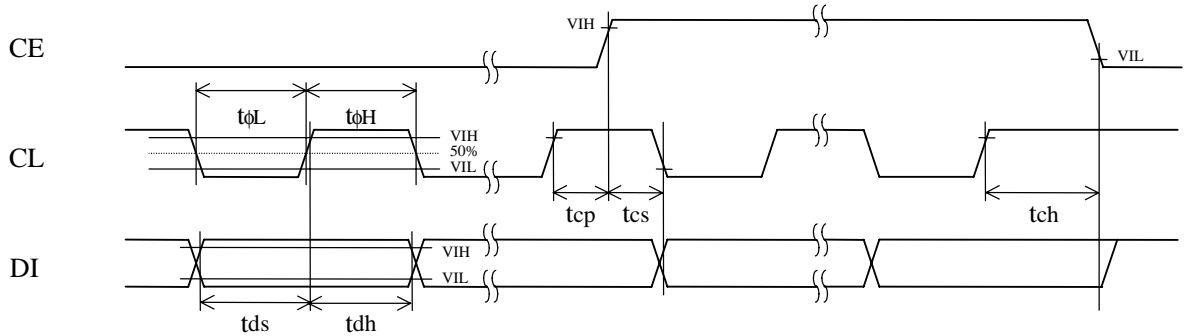 VIH
CE
VIL
tϕL
tϕH
VIH
CL
50%
VIL
tcp
tcs
tch
VIH
DI
VIL
tds
tdh